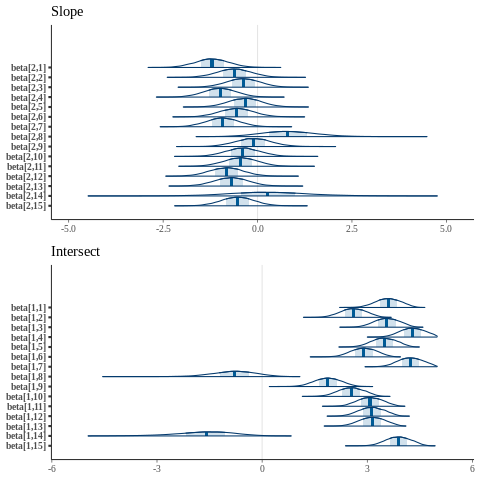 Slope
beta[2,1]
beta[2,2]
beta[2,3]
beta[2,4]
beta[2,5]
beta[2,6]
beta[2,7]
beta[2,8]
beta[2,9]
beta[2,10]
beta[2,11]
beta[2,12]
beta[2,13]
beta[2,14]
beta[2,15]
-5.0 -2.5 0.0 2.5 5.0
Intersect
beta[1,1]
beta[1,2]
beta[1,3]
beta[1,4]
beta[1,5]
beta[1,6]
beta[1,7]
beta[1,8]
beta[1,9]
beta[1,10]
beta[1,11]
beta[1,12]
beta[1,13]
beta[1,14]
beta[1,15]
-6 -3 0 3 6